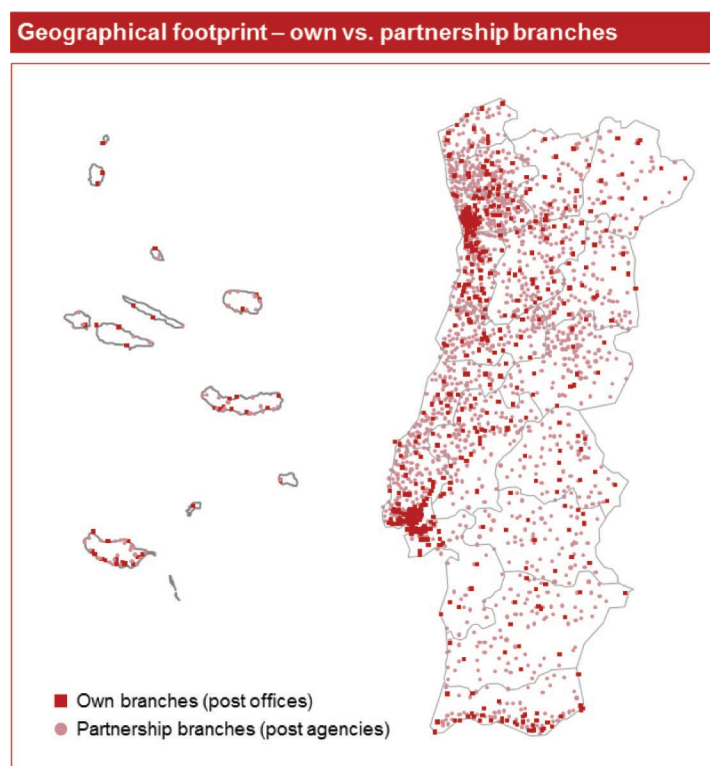 Geographical footprint – own vs. partnership branches
Own branches (post offices)
Partnership branches (post agencies)